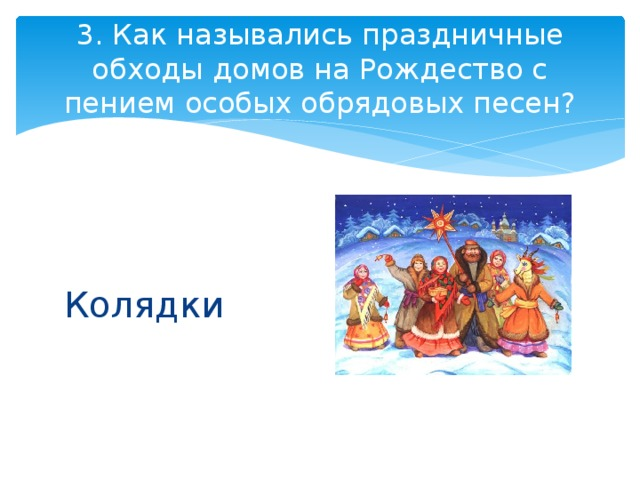 3. Как назывались праздничные
обходы домов на Рождество с
пением особых обрядовых песен?
Колядки